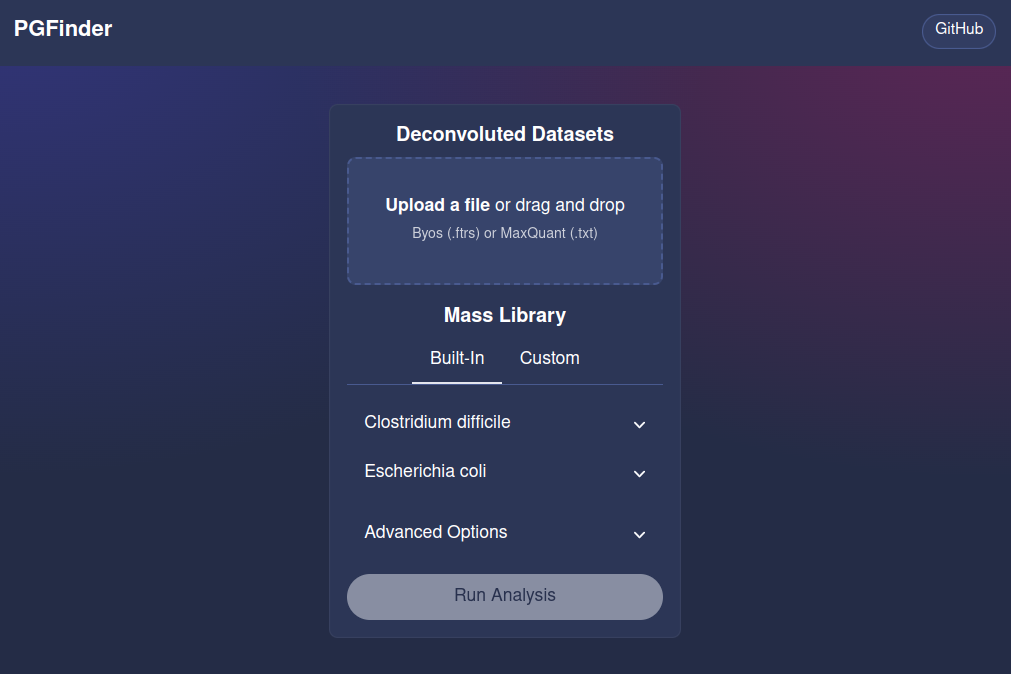 PGFinder
GitHub
Deconvoluted Datasets
Upload a file or drag and drop
Byos (.ftrs) or MaxQuant (.txt)
Mass Library
Built-In Custom
Clostridium difficile
Escherichia coli
Advanced Options
Run Analysis